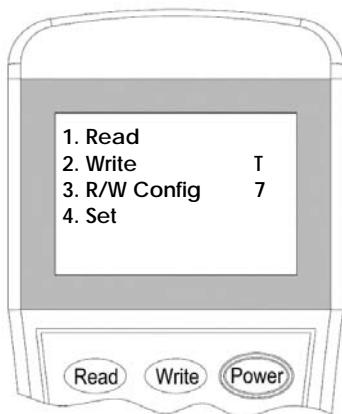 1. Read
2. Write T
3. R/W Config 7
4. Set
Read Write Power